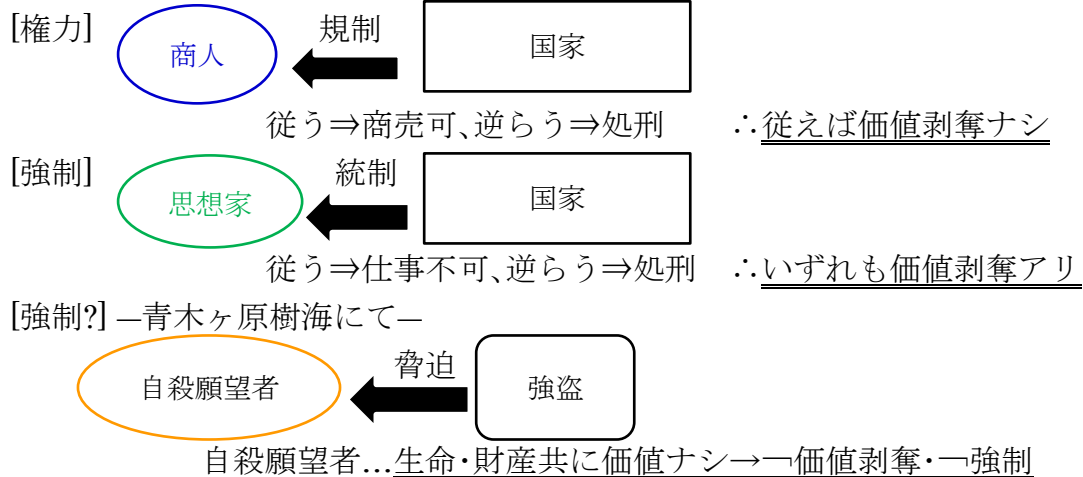 [権力]
商人
規制
国家
従う⇒商売可、逆らう⇒処刑 ∴従えば価値剥奪ナシ
[強制]
思想家
統制
国家
従う⇒仕事不可、逆らう⇒処刑 ∴いずれも価値剥奪アリ
[強制?] ―青木ヶ原樹海にて―
自殺願望者
脅迫
強盗
自殺願望者…生命・財産共に価値ナシ→￢価値剥奪・￢強制